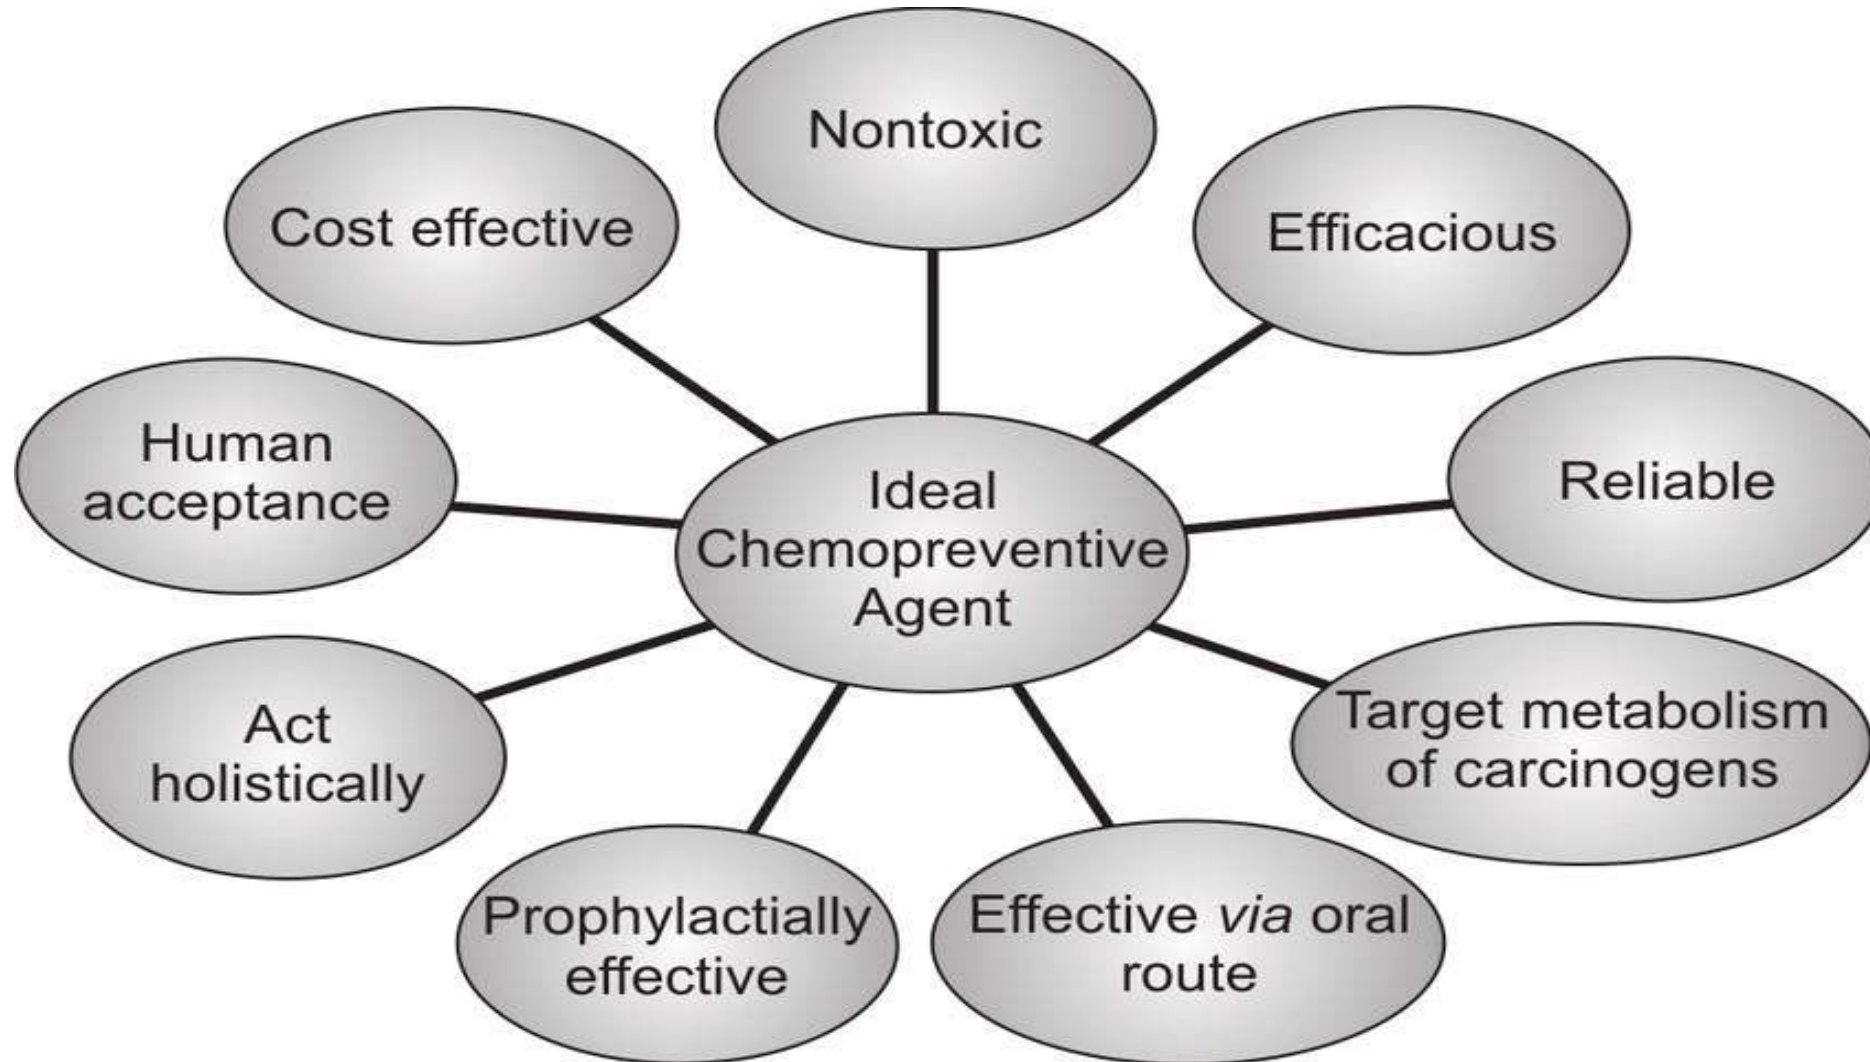 Nontoxic
Cost effective
Efficacious
Human
acceptance
Ideal
Chemopreventive
Agent
Reliable
Act
holistically
Target metabolism
of carcinogens
Prophylactially
effective
Effective via oral
route